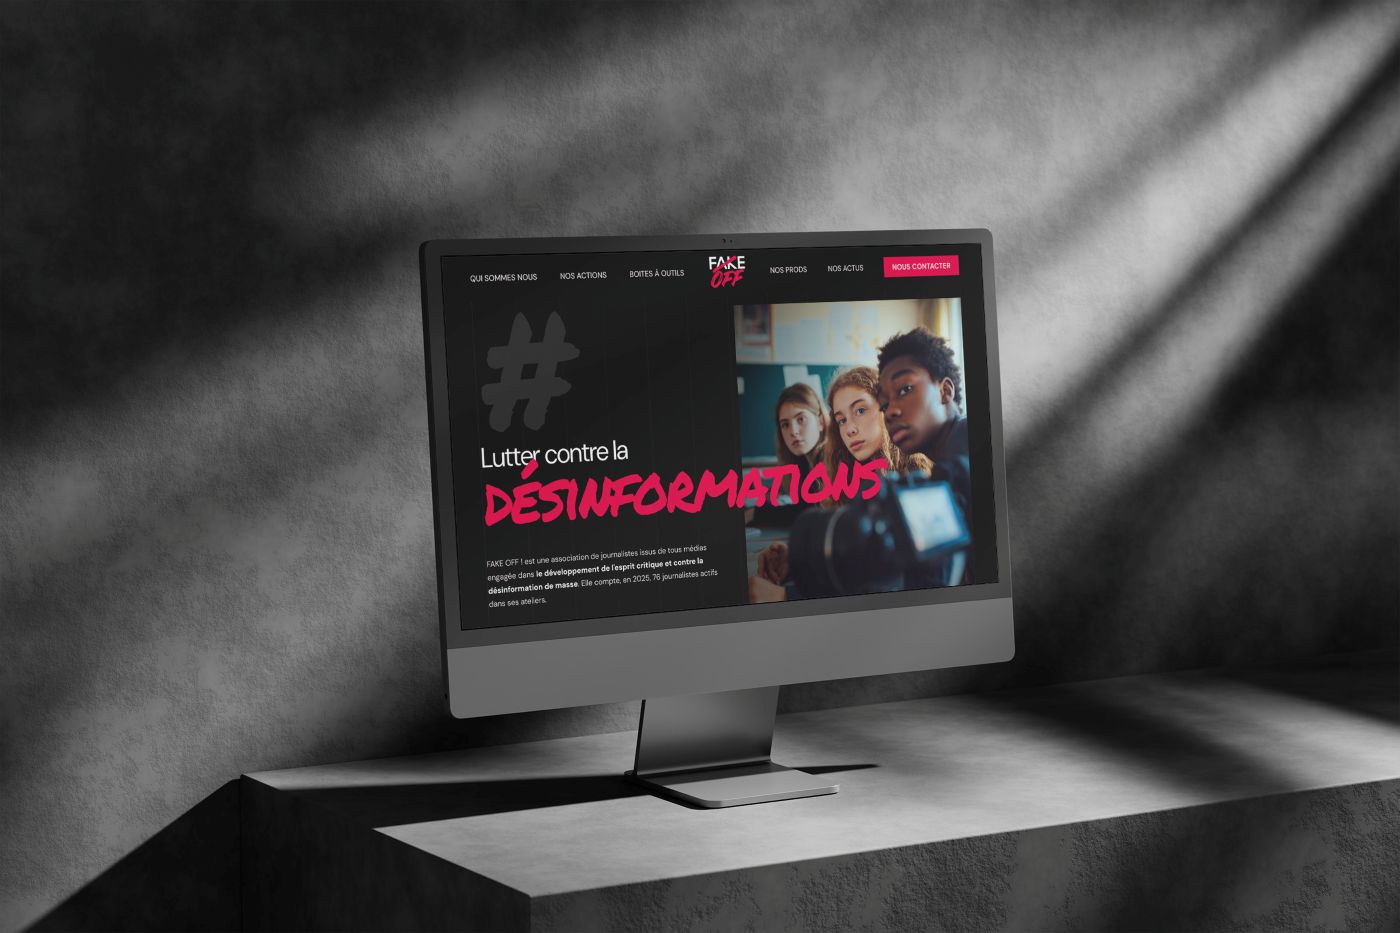 QUI SOMMES NOUS
NOS ACTIONS
BOITES À OUTILS
FAKE
OFF
NOS PRODS
NOS ACTUS
NOUS CONTACTER
#
Lutter contre la
DÉSINFORMATIONS
FAKE OFF ! est une association de journalistes issus de tous médias
engagée dans le développement de l'esprit critique et contre la
désinformation de masse. Elle compte, en 2025, 76 journalistes actifs
dans ses ateliers.